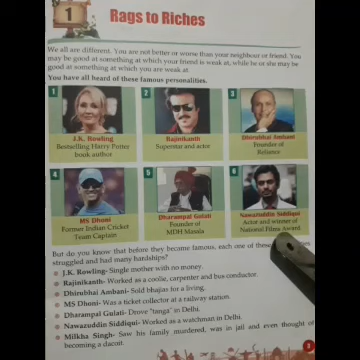 1
Rags to Riches
We all are different. You are not better or worse than your neighbour or friend. You
may be good at something at which your friend is weak at, while he or she may be
good at something at which you are weak at.
You have all heard of these famous personalities.
1
J.K. Rowling
Bestselling Harry Potter
book author
2
Rajinikanth
Superstar and actor
3
Dhirubhai Ambani
Founder of
Reliance
4
MS Dhoni
Former Indian Cricket
Team Captain
5
Dharampal Gulati
Founder of
MDH Masala
6
Nawazuddin Siddiqui
Actor and winner of
National Films Award
But do you know that before they became famous, each one of these
struggled and had many hardships?
J.K. Rowling- Single mother with no money.
Rajinikanth- Worked as a coolie, carpenter and bus conductor.
Dhirubhai Ambani- Sold bhajias for a living.
MS Dhoni- Was a ticket collector at a railway station.
Dharampal Gulati- Drove "tanga" in Delhi.
Nawazuddin Siddiqui- Worked as a watchman in Delhi.
Milkha Singh- Saw his family murdered, was in jail and even thought of
becoming a dacoit.